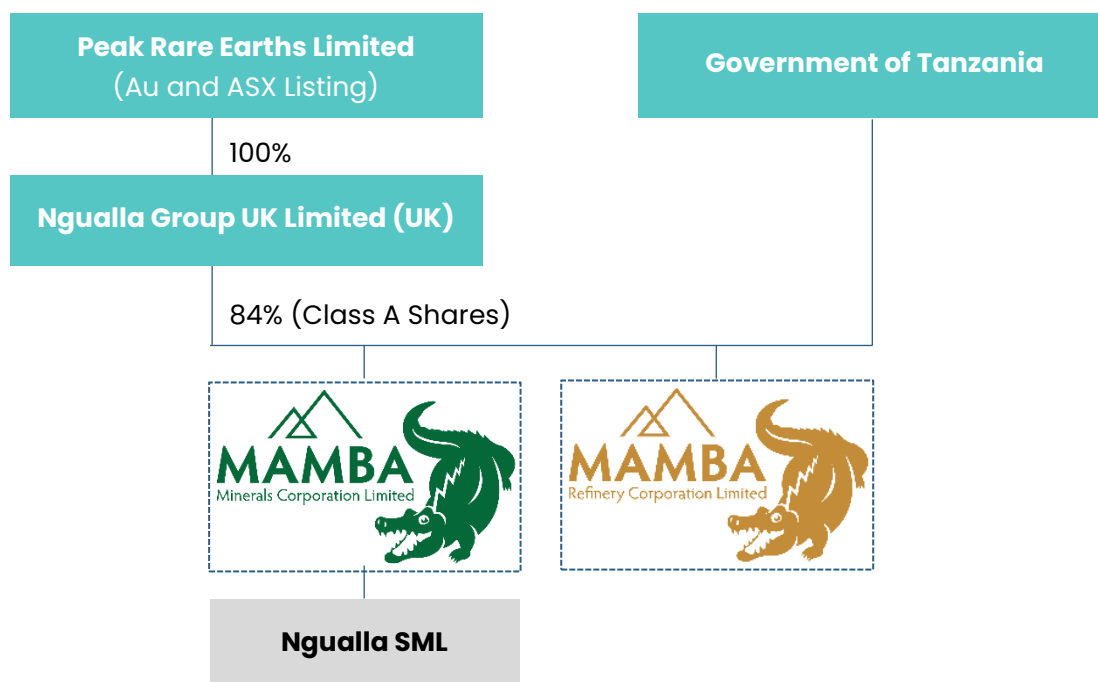 Peak Rare Earths Limited
(Au and ASX Listing)
Government of Tanzania
100%
Ngualla Group UK Limited (UK)
84% (Class A Shares)
MAMBA
Minerals Corporation Limited
MAMBA
Refinery Corporation Limited
Ngualla SML